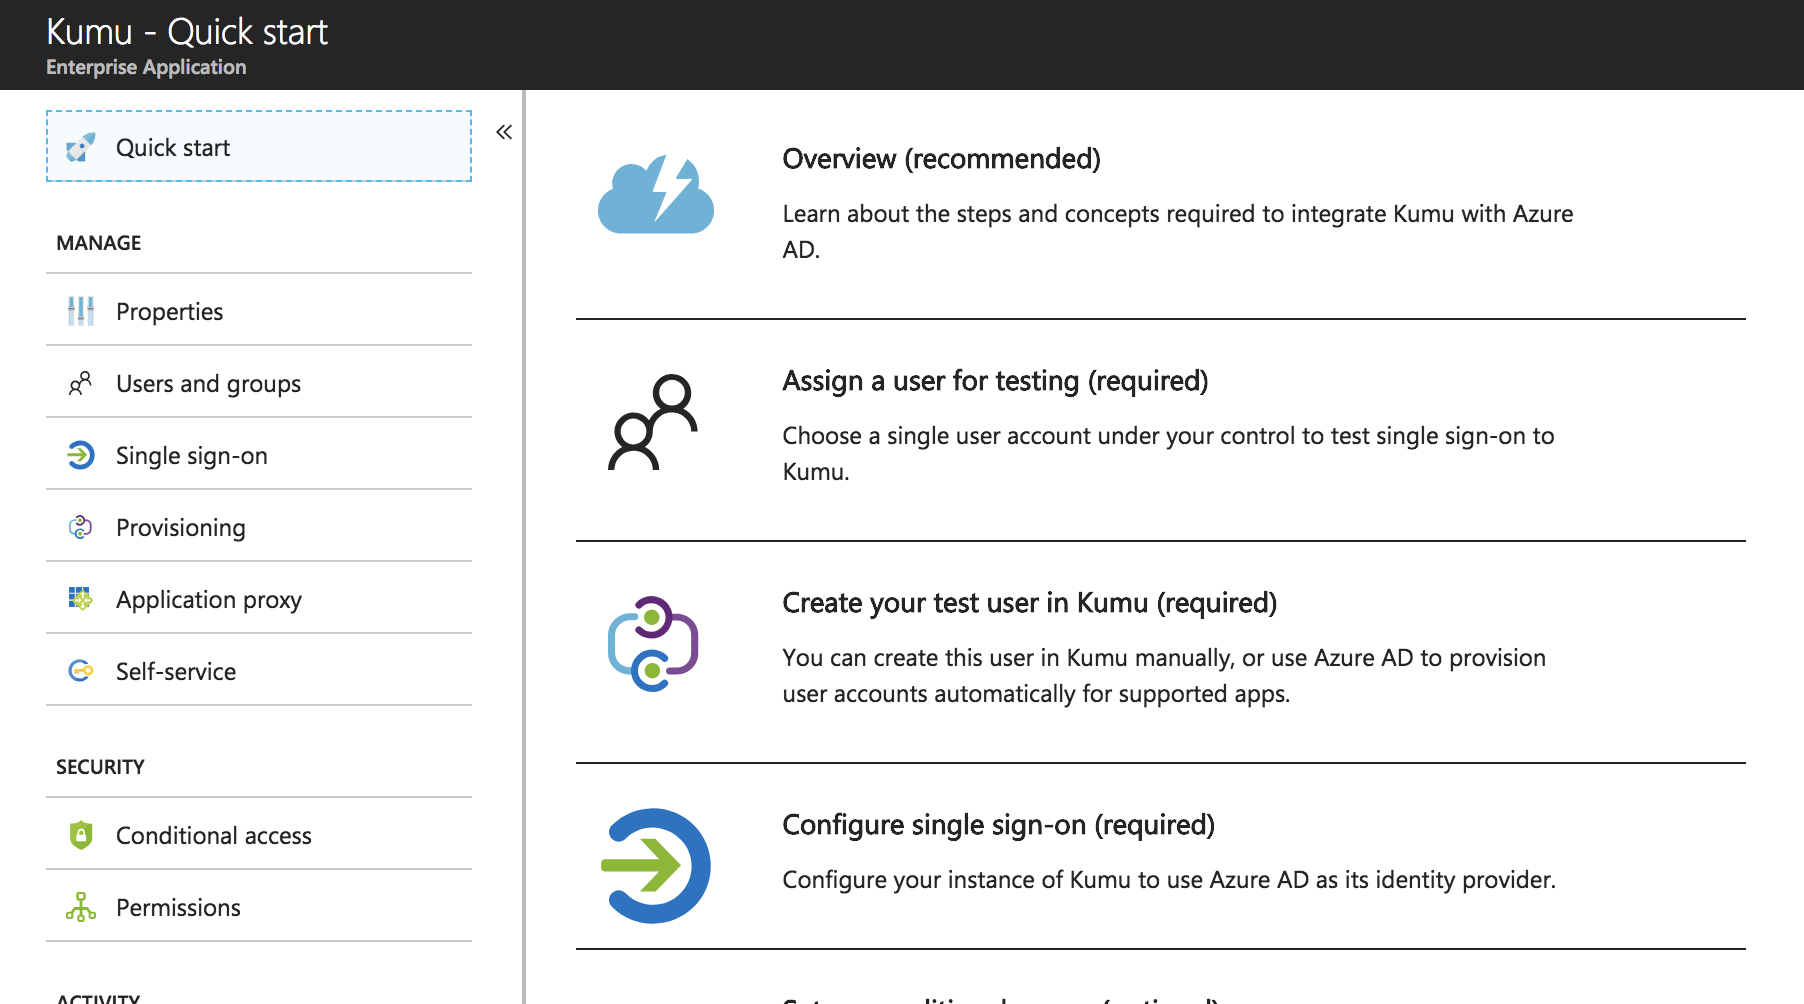 Kumu - Quick start
Enterprise Application
Quick start
MANAGE
Properties
Users and groups
Single sign-on
Provisioning
Application proxy
Self-service
SECURITY
Conditional access
Permissions
ACTIVITY
Overview (recommended)
Learn about the steps and concepts required to integrate Kumu with Azure
AD.
Assign a user for testing (required)
Choose a single user account under your control to test single sign-on to
Kumu.
Create your test user in Kumu (required)
You can create this user in Kumu manually, or use Azure AD to provision
user accounts automatically for supported apps.
Configure single sign-on (required)
Configure your instance of Kumu to use Azure AD as its identity provider.